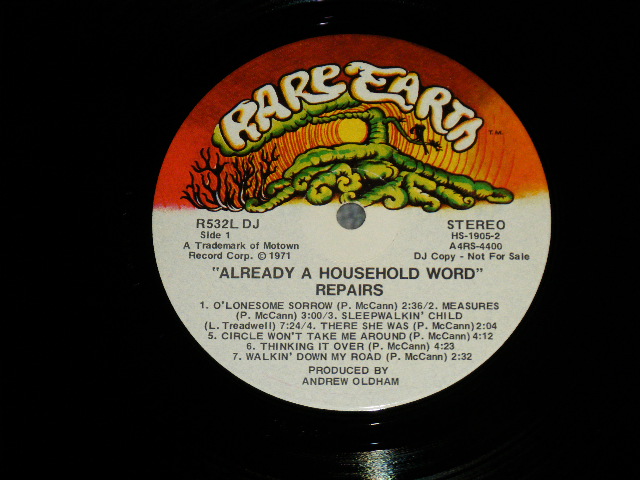 RARE EARTH
T.M.
R532L DJ
Side 1
A Trademark of Motown
Record Corp. © 1971
STEREO
HS-1905-2
A4RS-4400
DJ Copy - Not For Sale
"ALREADY A HOUSEHOLD WORD"
REPAIRS
1. O'LONESOME SORROW (P. McCann) 2:36/2. MEASURES
(P. McCann) 3:00/3. SLEEPWALKIN' CHILD
(L. Treadwell) 7:24/4. THERE SHE WAS (P. McCann) 2:04
5. CIRCLE WON'T TAKE ME AROUND (P. McCann) 4:12
6. THINKING IT OVER (P. McCann) 4:23
7. WALKIN' DOWN MY ROAD (P. McCann) 2:32
PRODUCED BY
ANDREW OLDHAM